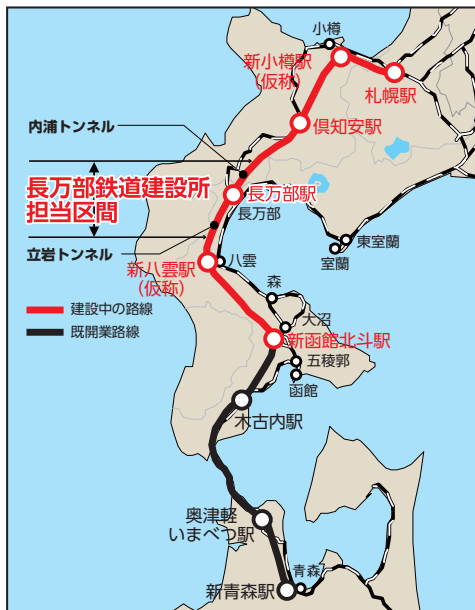 小樽
新小樽駅
(仮称)
札幌駅
倶知安駅
内浦トンネル
長万部鉄道建設所
担当区間
長万部駅
長万部
立岩トンネル
東室蘭
室蘭
新八雲駅
(仮称)
八雲
森
大沼
建設中の路線
既開業路線
新函館北斗駅
五稜郭
函館
木古内駅
奥津軽
いまべつ駅
青森
新青森駅